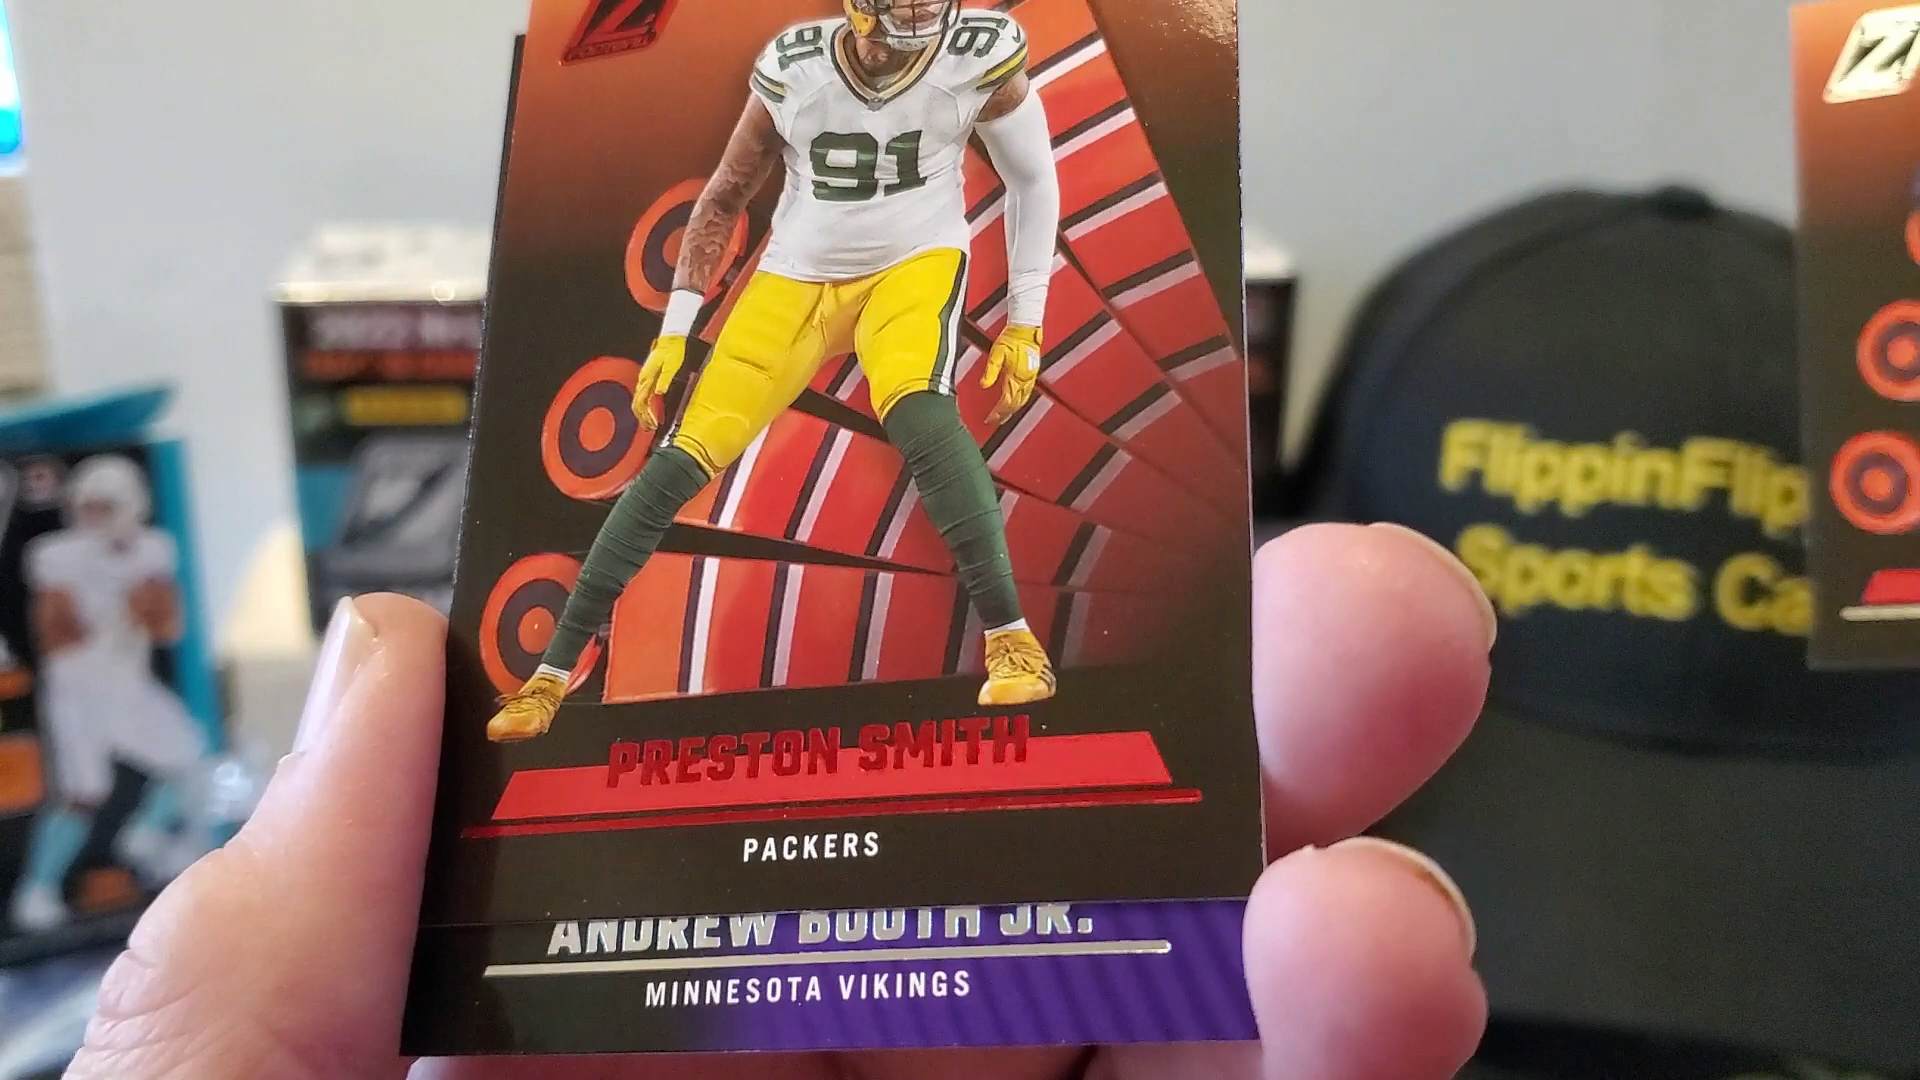 91
91
91
PRESTON SMITH
PACKERS
ANDREW BOOTH JR.
MINNESOTA VIKINGS
FlippinFlip
Sports Ca
Z
Z